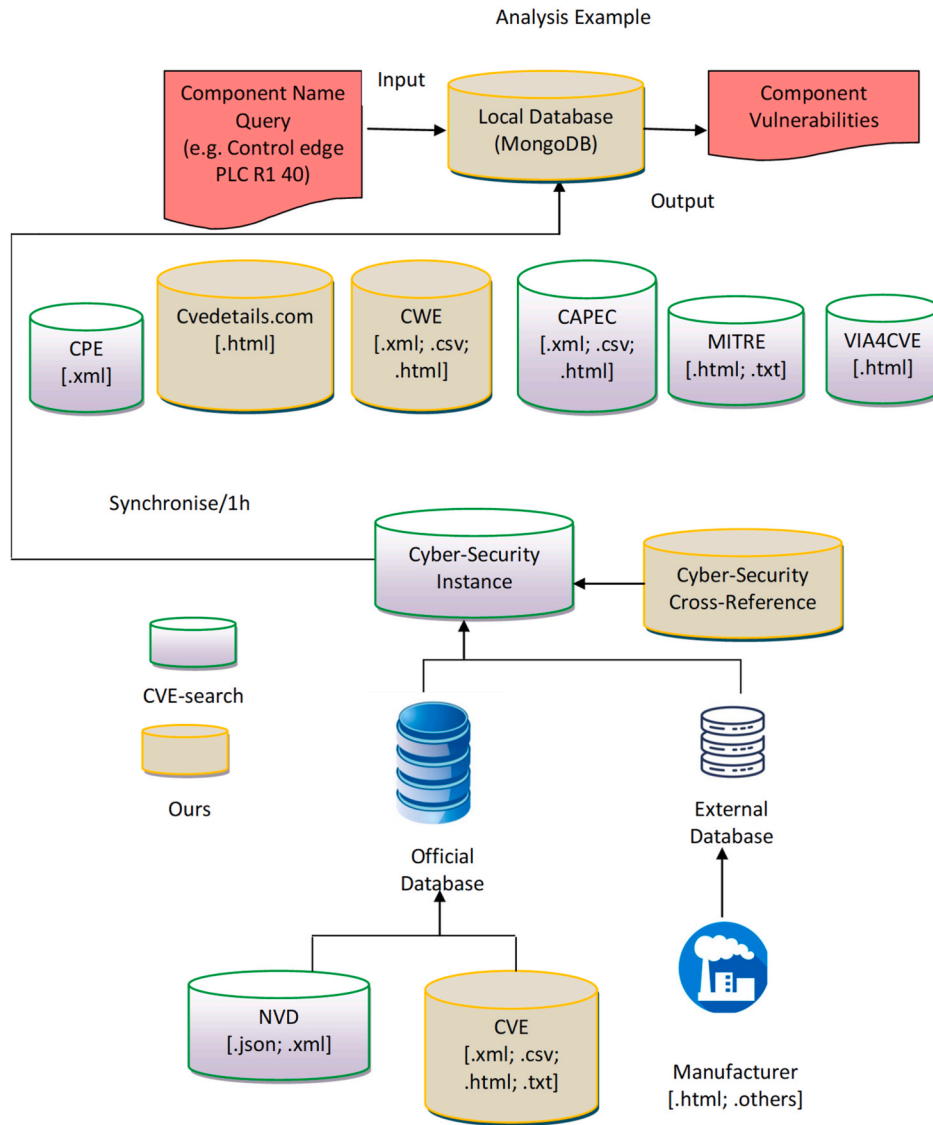 Analysis Example
Component Name
Query
(e.g. Control edge
PLC R1 40)
Input
Local Database
(MongoDB)
Component
Vulnerabilities
Output
CPE
[.xml]
Cvedetails.com
[.html]
CWE
[.xml; .csv;
.html]
CAPEC
[.xml; .csv;
.html]
MITRE
[.html; .txt]
VIA4CVE
[.html]
Synchronise/1h
Cyber-Security
Instance
Cyber-Security
Cross-Reference
CVE-search
Ours
Official
Database
External
Database
NVD
[.json; .xml]
CVE
[.xml; .csv;
.html; .txt]
Manufacturer
[.html; .others]